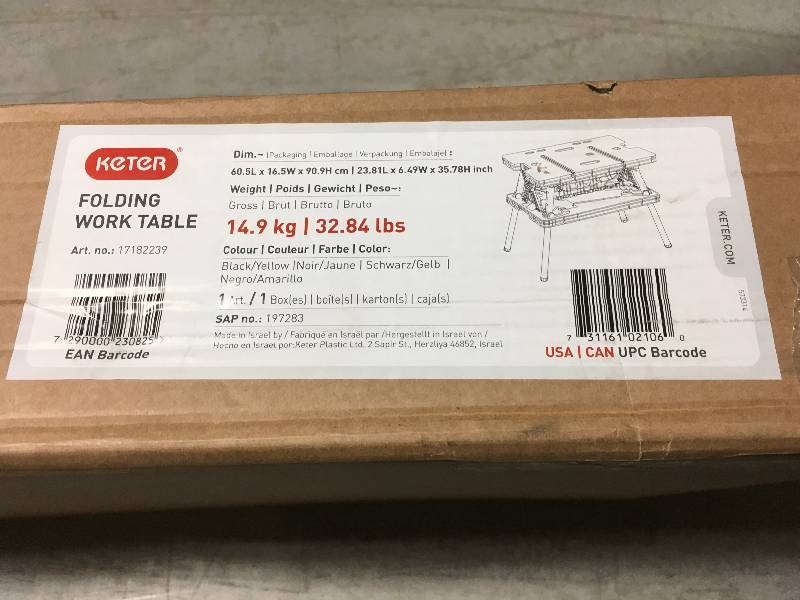 KETER®
FOLDING
WORK TABLE
Art. no.: 17182239
7 290000 230825
EAN Barcode
Dim.~ |Packaging | Emballage | Verpackung | Embalaje| :
60.5L x 16.5W x 90.9H cm | 23.81L x 6.49W x 35.78H inch
Weight | Poids | Gewicht | Peso~:
Gross | Brut | Brutto | Bruto
14.9 kg | 32.84 lbs
Colour | Couleur | Farbe | Color:
Black/Yellow |Noir/Jaune | Schwarz/Gelb |
Negro/Amarillo
1 Art. / 1 Box(es) | boîte(s) | karton(s) | caja(s)
SAP no.: 197283
Made in Israel by / Fabriqué en Israël par /Hergestellt in Israel von /
Hecho en Israel por:Keter Plastic Ltd. 2 Sapir St., Herzliya 46852, Israel
7 31161 02106 0
USA | CAN UPC Barcode
KETER.COM